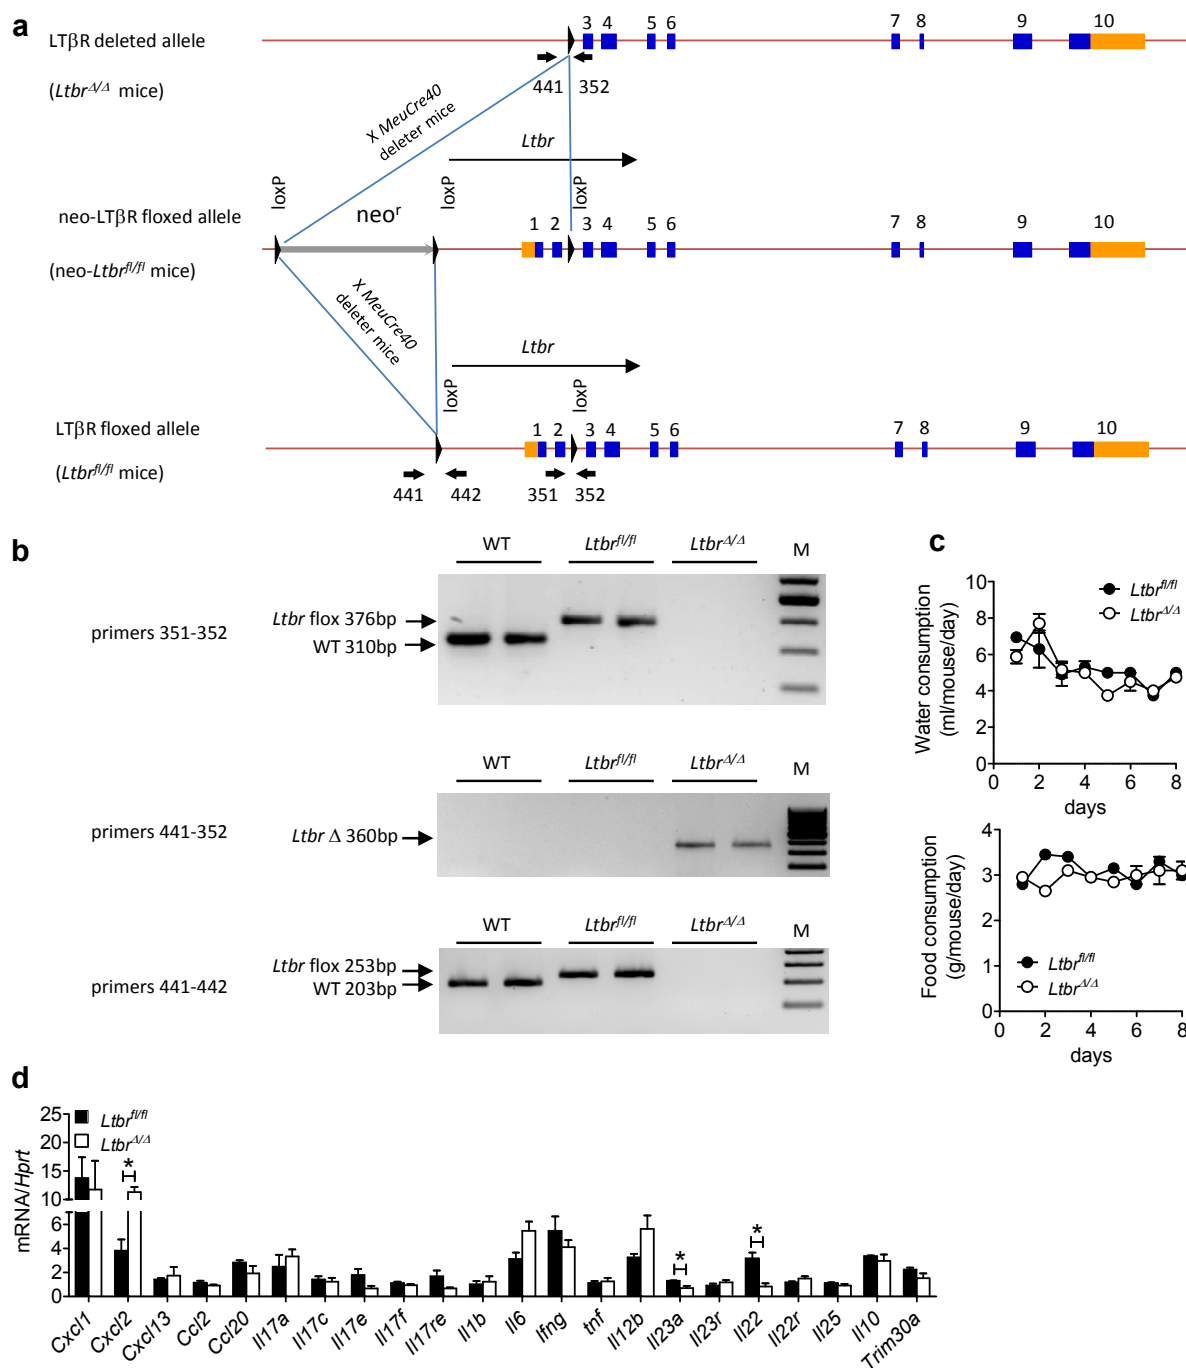 a
LTβR deleted allele
(Ltbr^Δ/Δ mice)
3 4 5 6 7 8 9 10
441 352
X MeuCre40
deleter mice
Ltbr
loxP loxP loxP
neo-LTβR floxed allele
(neo-Ltbr^fl/fl mice)
neo^r
1 2 3 4 5 6 7 8 9 10
X MeuCre40
deleter mice
Ltbr
loxP loxP
LTβR floxed allele
(Ltbr^fl/fl mice)
1 2 3 4 5 6 7 8 9 10
441 442 351 352
b
WT Ltbr^fl/fl Ltbr^Δ/Δ M
primers 351-352
Ltbr flox 376bp
WT 310bp
WT Ltbr^fl/fl Ltbr^Δ/Δ M
primers 441-352
Ltbr Δ 360bp
WT Ltbr^fl/fl Ltbr^Δ/Δ M
primers 441-442
Ltbr flox 253bp
WT 203bp
c
Water consumption
(ml/mouse/day)
10
8
6
4
2
0
Ltbr^fl/fl
Ltbr^Δ/Δ
0 2 4 6 8
days
Food consumption
(g/mouse/day)
4
3
2
1
0
Ltbr^fl/fl
Ltbr^Δ/Δ
0 2 4 6 8
days
d
mRNA/Hprt
25
20
15
10
6
4
2
0
Ltbr^fl/fl
Ltbr^Δ/Δ
* * *
Cxcl1 Cxcl2 Cxcl13 Ccl2 Ccl20 Il17a Il17c Il17e Il17f Il17re Il1b Il6 Ifng tnf Il12b Il23a Il23r Il22 Il22r Il25 Il10 Trim30a